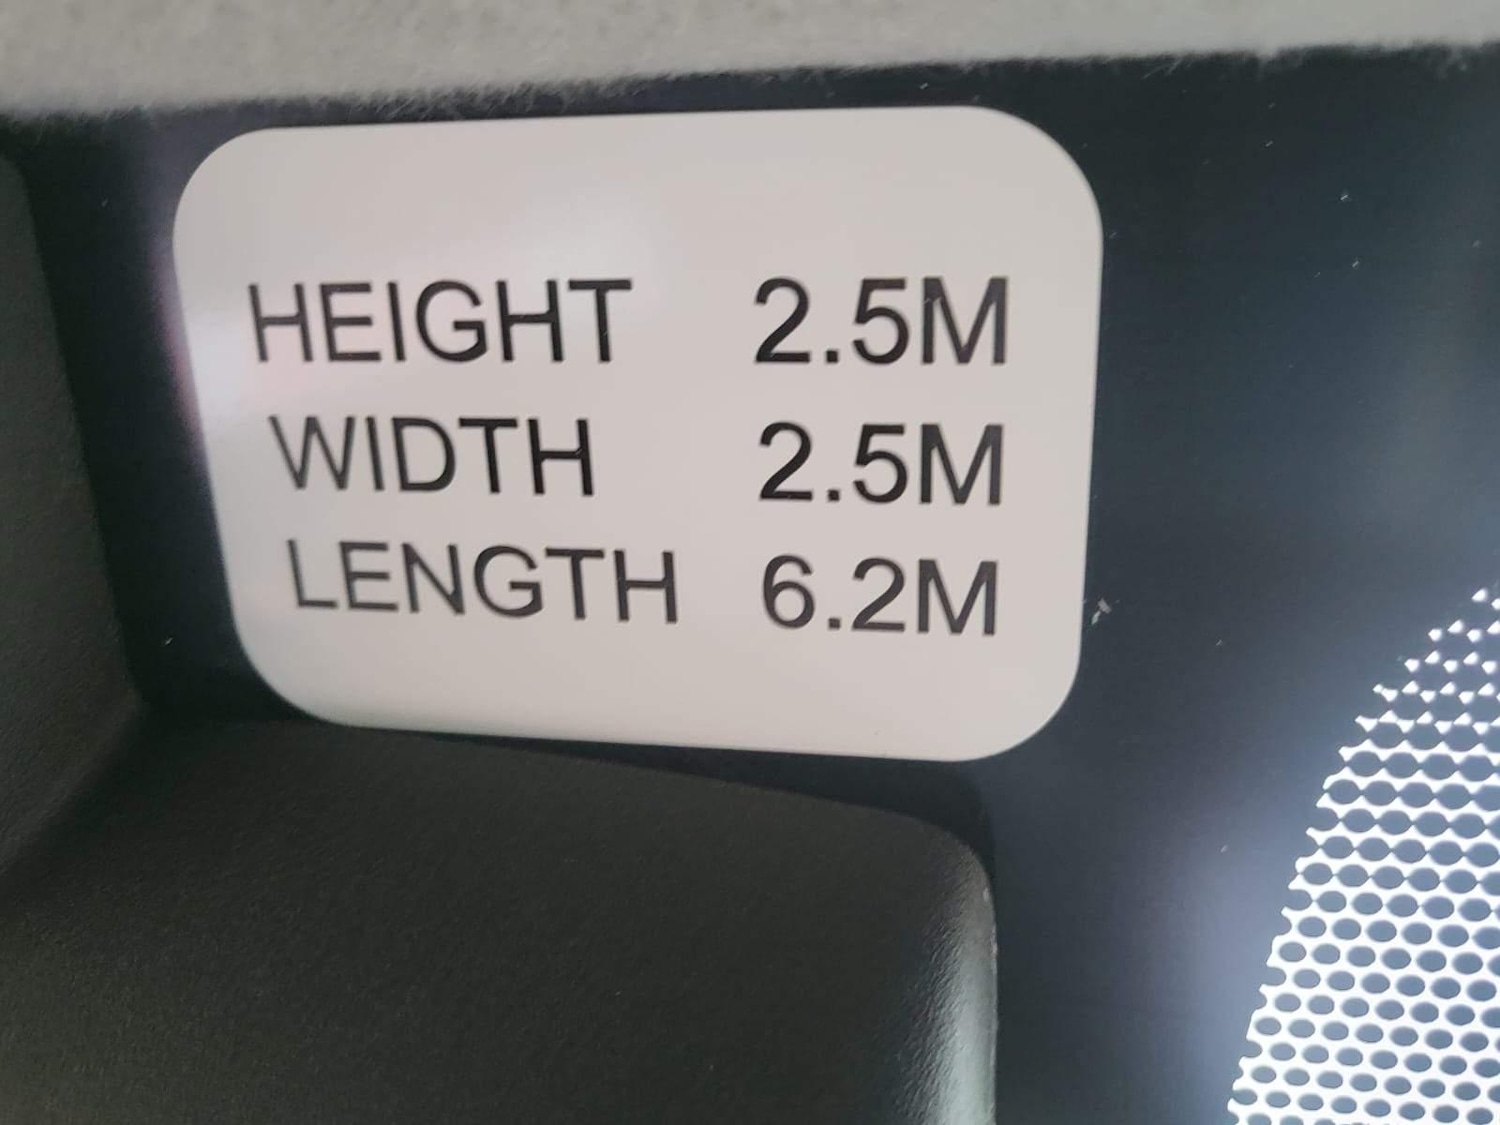 HEIGHT 2.5M
WIDTH 2.5M
LENGTH 6.2M